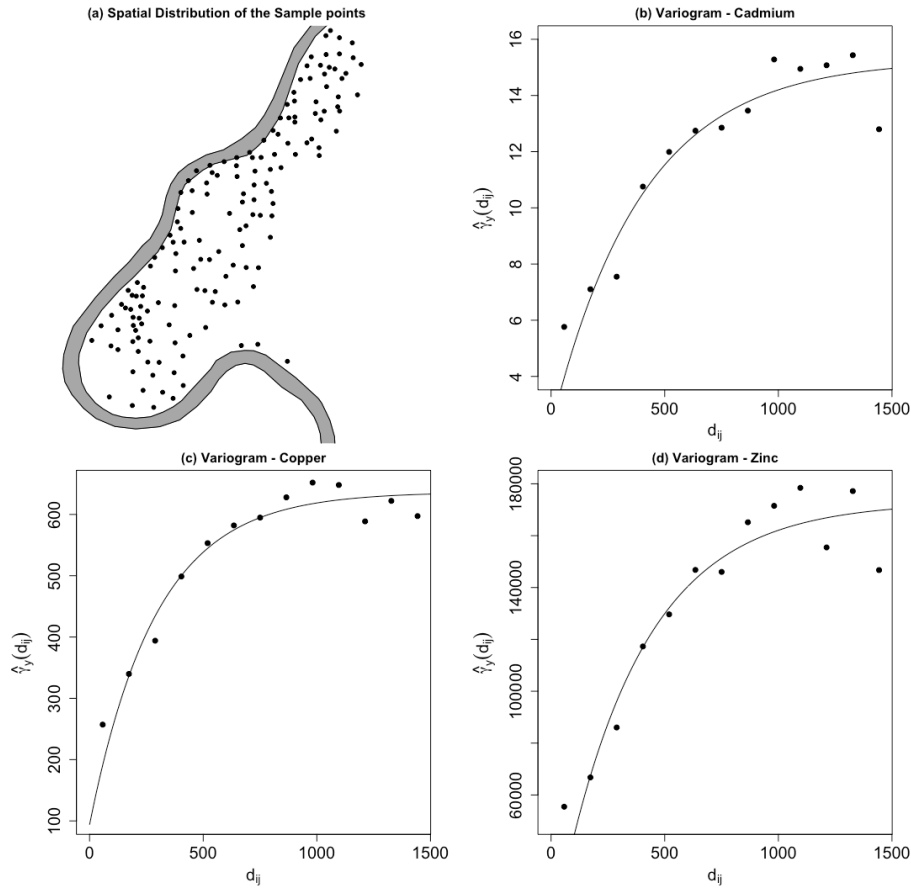 (a) Spatial Distribution of the Sample points
(b) Variogram - Cadmium
16
14
12
10
8
6
4
γ̂y(dij)
0 500 1000 1500
dij
(c) Variogram - Copper
600
500
400
300
200
100
γ̂y(dij)
0 500 1000 1500
dij
(d) Variogram - Zinc
180000
140000
100000
60000
γ̂y(dij)
0 500 1000 1500
dij